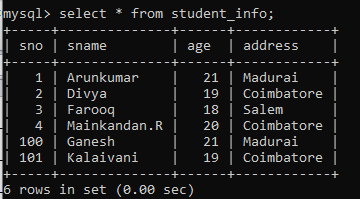 mysql> select * from student_info;
+-----+--------------+------+------------+
| sno | sname        | age  | address    |
+-----+--------------+------+------------+
|   1 | Arunkumar    |   21 | Madurai    |
|   2 | Divya        |   19 | Coimbatore |
|   3 | Farooq       |   18 | Salem      |
|   4 | Mainkandan.R |   20 | Coimbatore |
| 100 | Ganesh       |   21 | Madurai    |
| 101 | Kalaivani    |   19 | Coimbatore |
+-----+--------------+------+------------+
6 rows in set (0.00 sec)